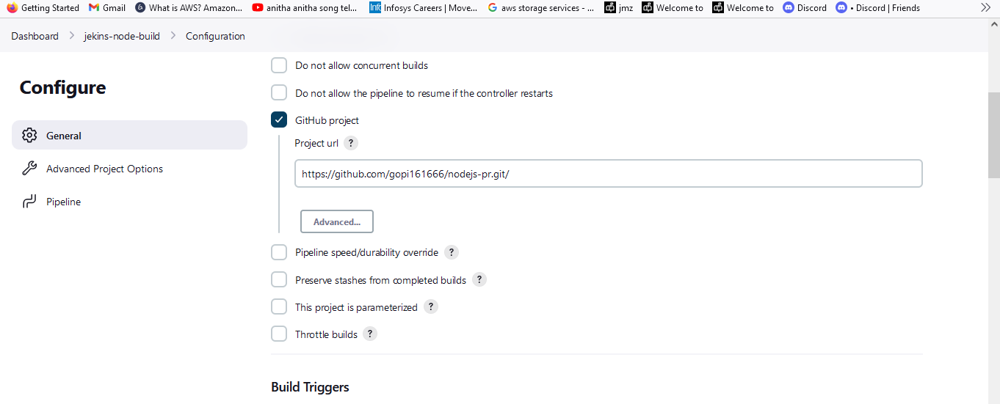 Getting Started Gmail What is AWS? Amazon... anitha anitha song tel... Infosys Careers | Move... aws storage services - ... jmz Welcome to Welcome to Discord • Discord | Friends
Dashboard jekins-node-build Configuration
Configure
General
Advanced Project Options
Pipeline
Do not allow concurrent builds
Do not allow the pipeline to resume if the controller restarts
GitHub project
Project url ?
https://github.com/gopi161666/nodejs-pr.git/
Advanced...
Pipeline speed/durability override ?
Preserve stashes from completed builds ?
This project is parameterized ?
Throttle builds ?
Build Triggers